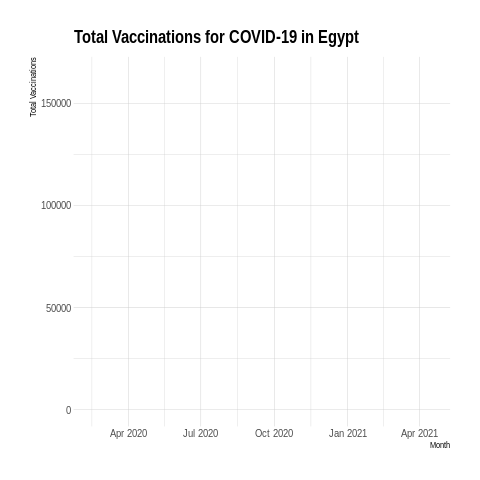 Total Vaccinations for COVID-19 in Egypt
Total Vaccinations
150000
100000
50000
0
Apr 2020 Jul 2020 Oct 2020 Jan 2021 Apr 2021
Month